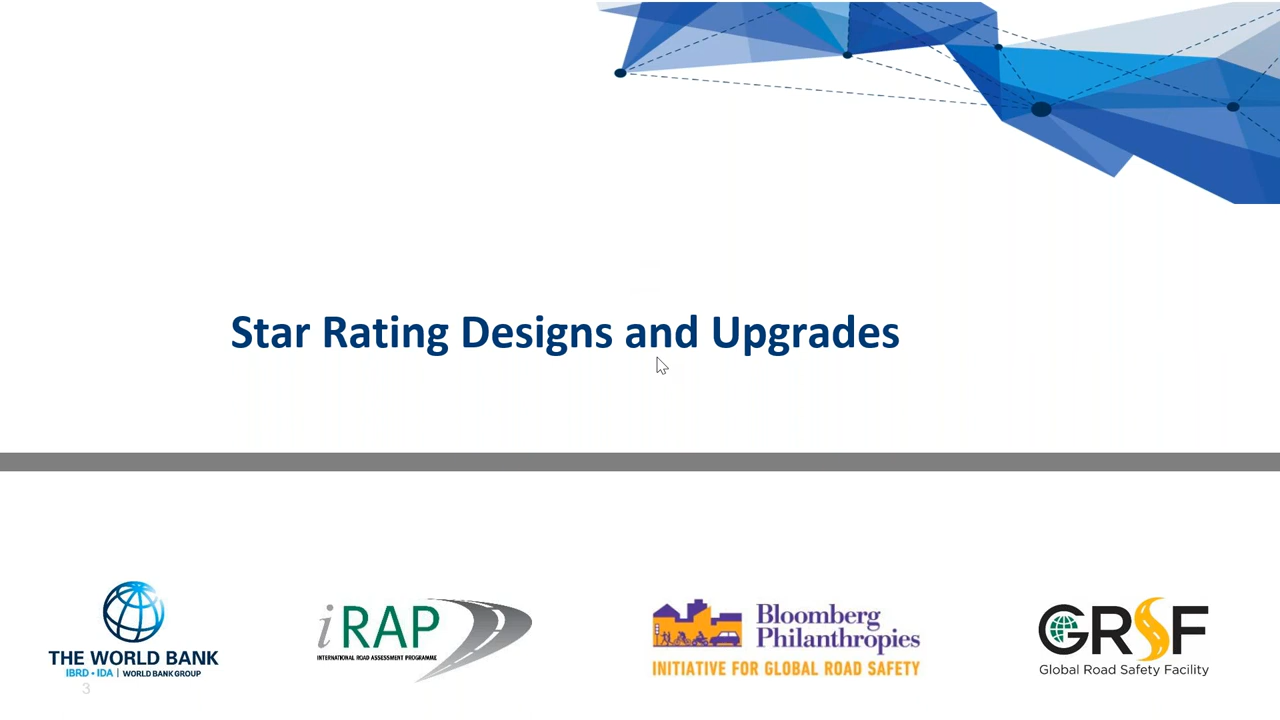 Star Rating Designs and Upgrades
THE WORLD BANK
IBRD • IDA | WORLD BANK GROUP
3
iRAP
INTERNATIONAL ROAD ASSESSMENT PROGRAMME
Bloomberg
Philanthropies
INITIATIVE FOR GLOBAL ROAD SAFETY
GRSF
Global Road Safety Facility